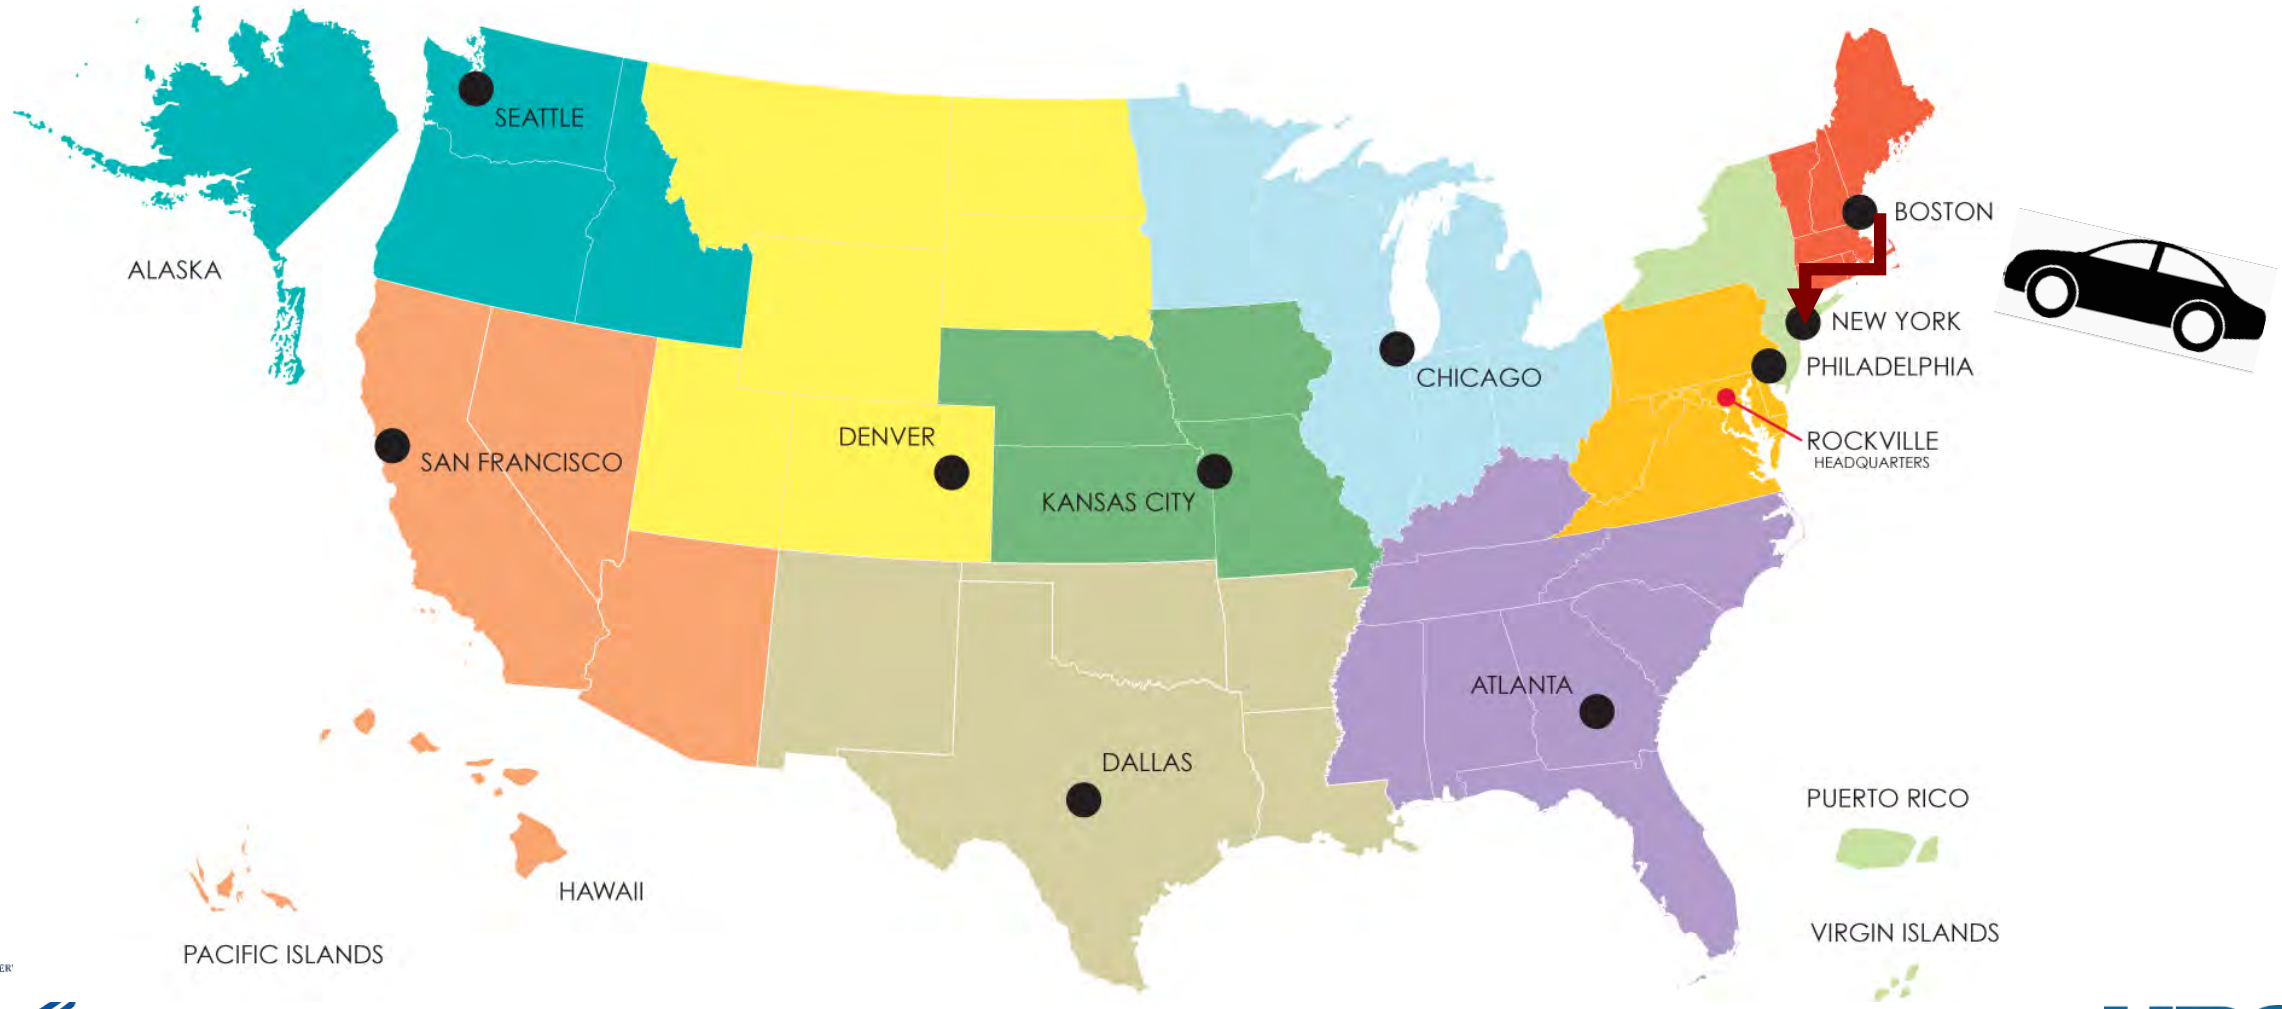 SEATTLE
BOSTON
ALASKA
NEW YORK
PHILADELPHIA
CHICAGO
DENVER
ROCKVILLE
HEADQUARTERS
SAN FRANCISCO
KANSAS CITY
ATLANTA
DALLAS
PUERTO RICO
HAWAII
VIRGIN ISLANDS
PACIFIC ISLANDS